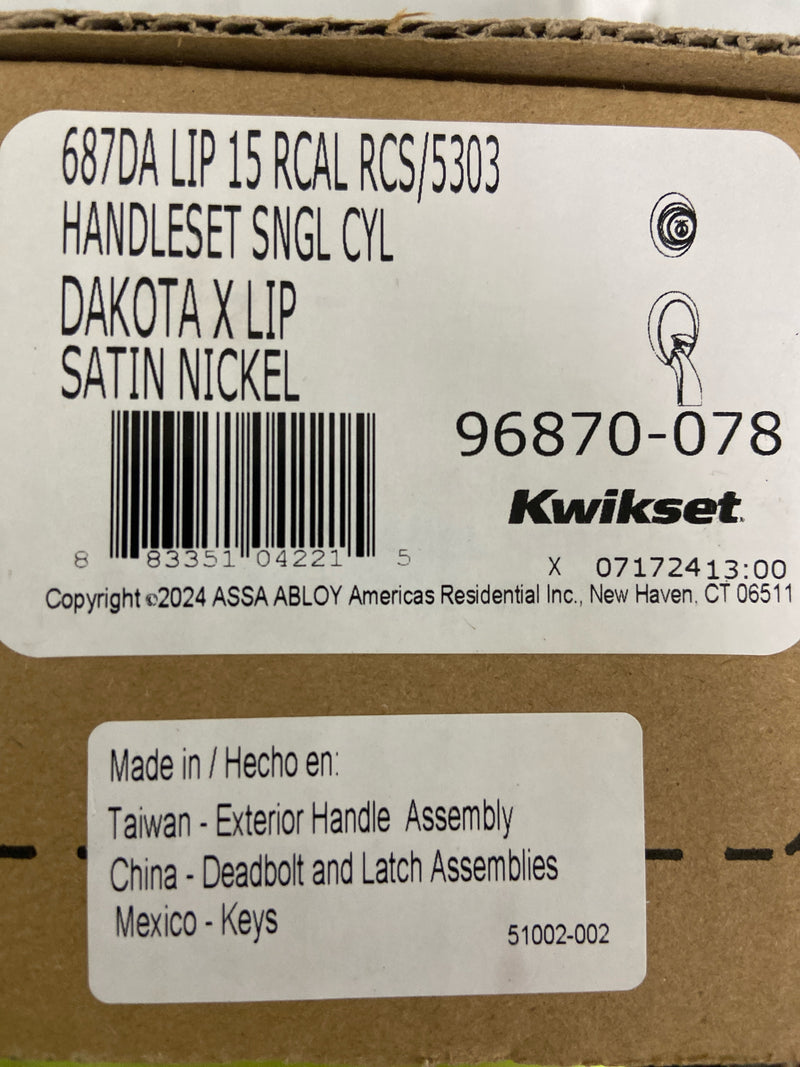 687DA LIP 15 RCAL RCS/5303
HANDLESET SNGL CYL
DAKOTA X LIP
SATIN NICKEL
96870-078
Kwikset
8 83351 04221 5
X 07172413:00
Copyright ©2024 ASSA ABLOY Americas Residential Inc., New Haven, CT 06511
Made in / Hecho en:
Taiwan - Exterior Handle Assembly
China - Deadbolt and Latch Assemblies
Mexico - Keys
51002-002